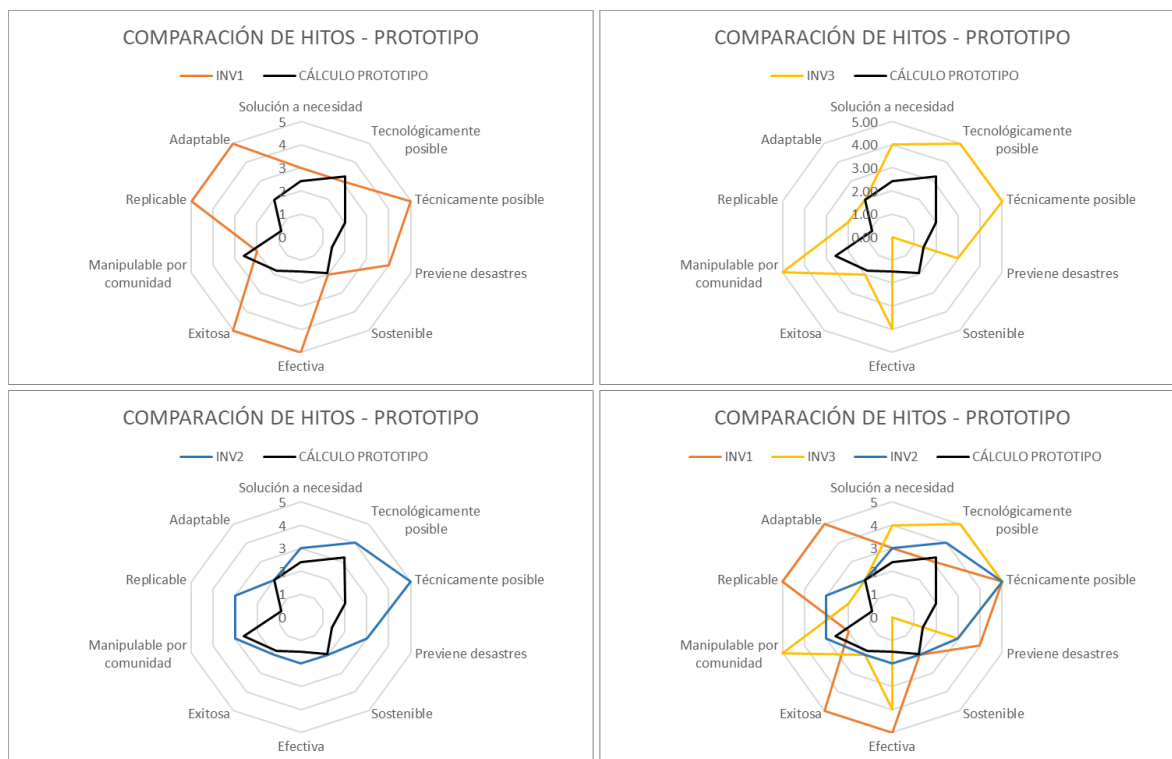 COMPARACIÓN DE HITOS - PROTOTIPO
INV1 CÁLCULO PROTOTIPO
Solución a necesidad
Tecnológicamente
posible
Técnicamente posible
Previene desastres
Sostenible
Efectiva
Exitosa
Manipulable por
comunidad
Replicable
Adaptable
5
4
3
2
1
0
COMPARACIÓN DE HITOS - PROTOTIPO
INV3 CÁLCULO PROTOTIPO
Solución a necesidad
Tecnológicamente
posible
Técnicamente posible
Previene desastres
Sostenible
Efectiva
Exitosa
Manipulable por
comunidad
Replicable
Adaptable
5.00
4.00
3.00
2.00
1.00
0.00
COMPARACIÓN DE HITOS - PROTOTIPO
INV2 CÁLCULO PROTOTIPO
Solución a necesidad
Tecnológicamente
posible
Técnicamente posible
Previene desastres
Sostenible
Efectiva
Exitosa
Manipulable por
comunidad
Replicable
Adaptable
5
4
3
2
1
0
COMPARACIÓN DE HITOS - PROTOTIPO
INV1 INV3 INV2 CÁLCULO PROTOTIPO
Solución a necesidad
Tecnológicamente
posible
Técnicamente posible
Previene desastres
Sostenible
Efectiva
Exitosa
Manipulable por
comunidad
Replicable
Adaptable
5
4
3
2
1
0